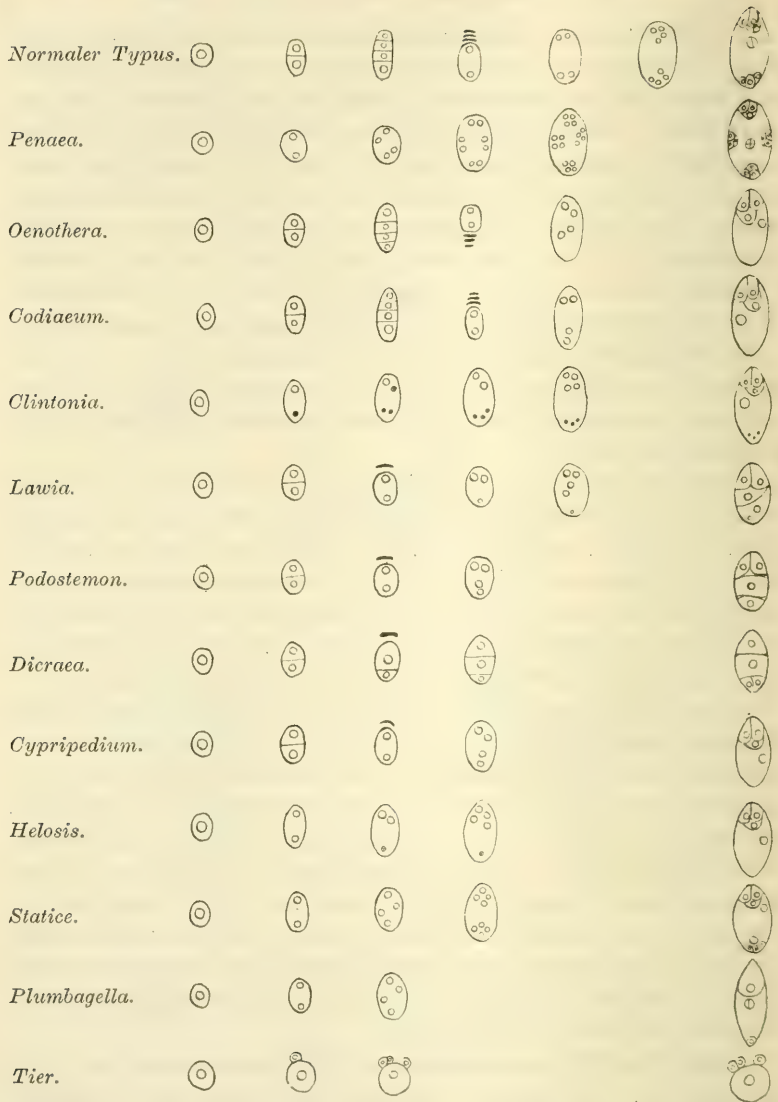 Normaler Typus.
Penaea.
Oenothera.
Codiaeum.
Clintonia.
Lawia.
Podostemon.
Dicraea.
Cypripedium.
Helosis.
Statice.
Plumbagella.
Tier.